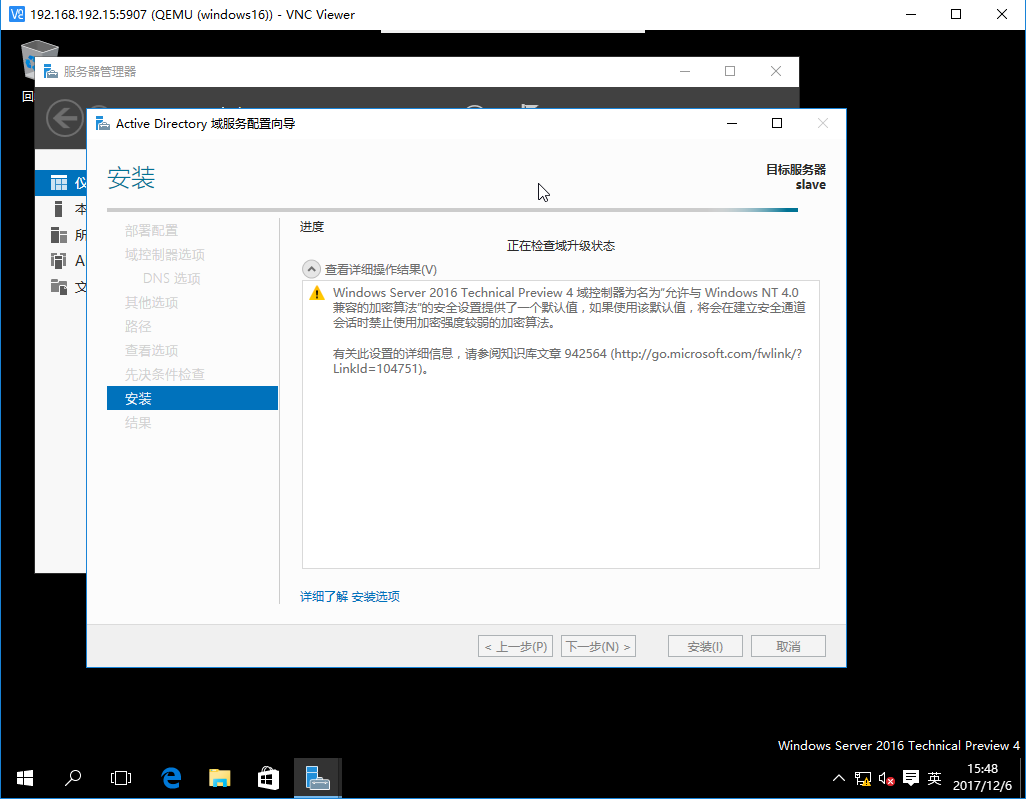 192.168.192.15:5907 (QEMU (windows16)) - VNC Viewer
回
服务器管理器
Active Directory 域服务配置向导
安装
目标服务器
slave
仪
本
所
A
文
部署配置
域控制器选项
DNS 选项
其他选项
路径
查看选项
先决条件检查
安装
结果
进度
正在检查域升级状态
查看详细操作结果(V)
Windows Server 2016 Technical Preview 4 域控制器为名为"允许与 Windows NT 4.0
兼容的加密算法"的安全设置提供了一个默认值，如果使用该默认值，将会在建立安全通道
会话时禁止使用加密强度较弱的加密算法。
有关此设置的详细信息，请参阅知识库文章 942564 (http://go.microsoft.com/fwlink/?
LinkId=104751)。
详细了解 安装选项
< 上一步(P)
下一步(N) >
安装(I)
取消
Windows Server 2016 Technical Preview 4
英
15:48
2017/12/6